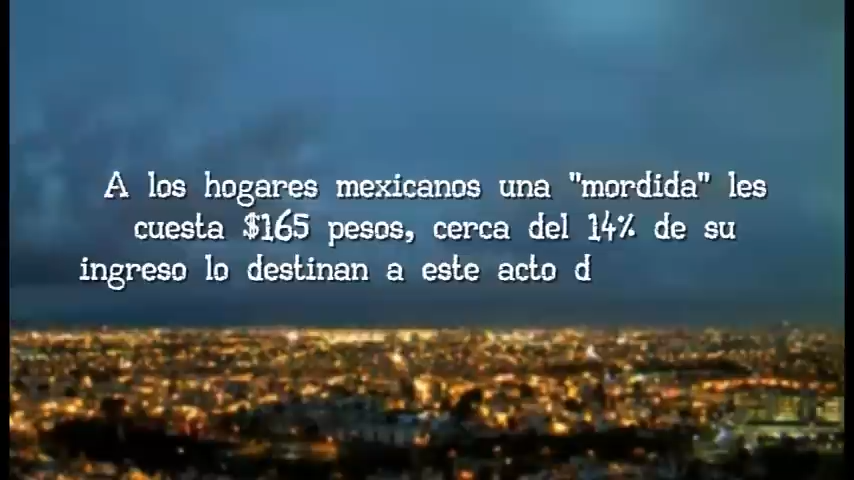 A los hogares mexicanos una "mordida" les
cuesta $165 pesos, cerca del 14% de su
ingreso lo destinan a este acto d